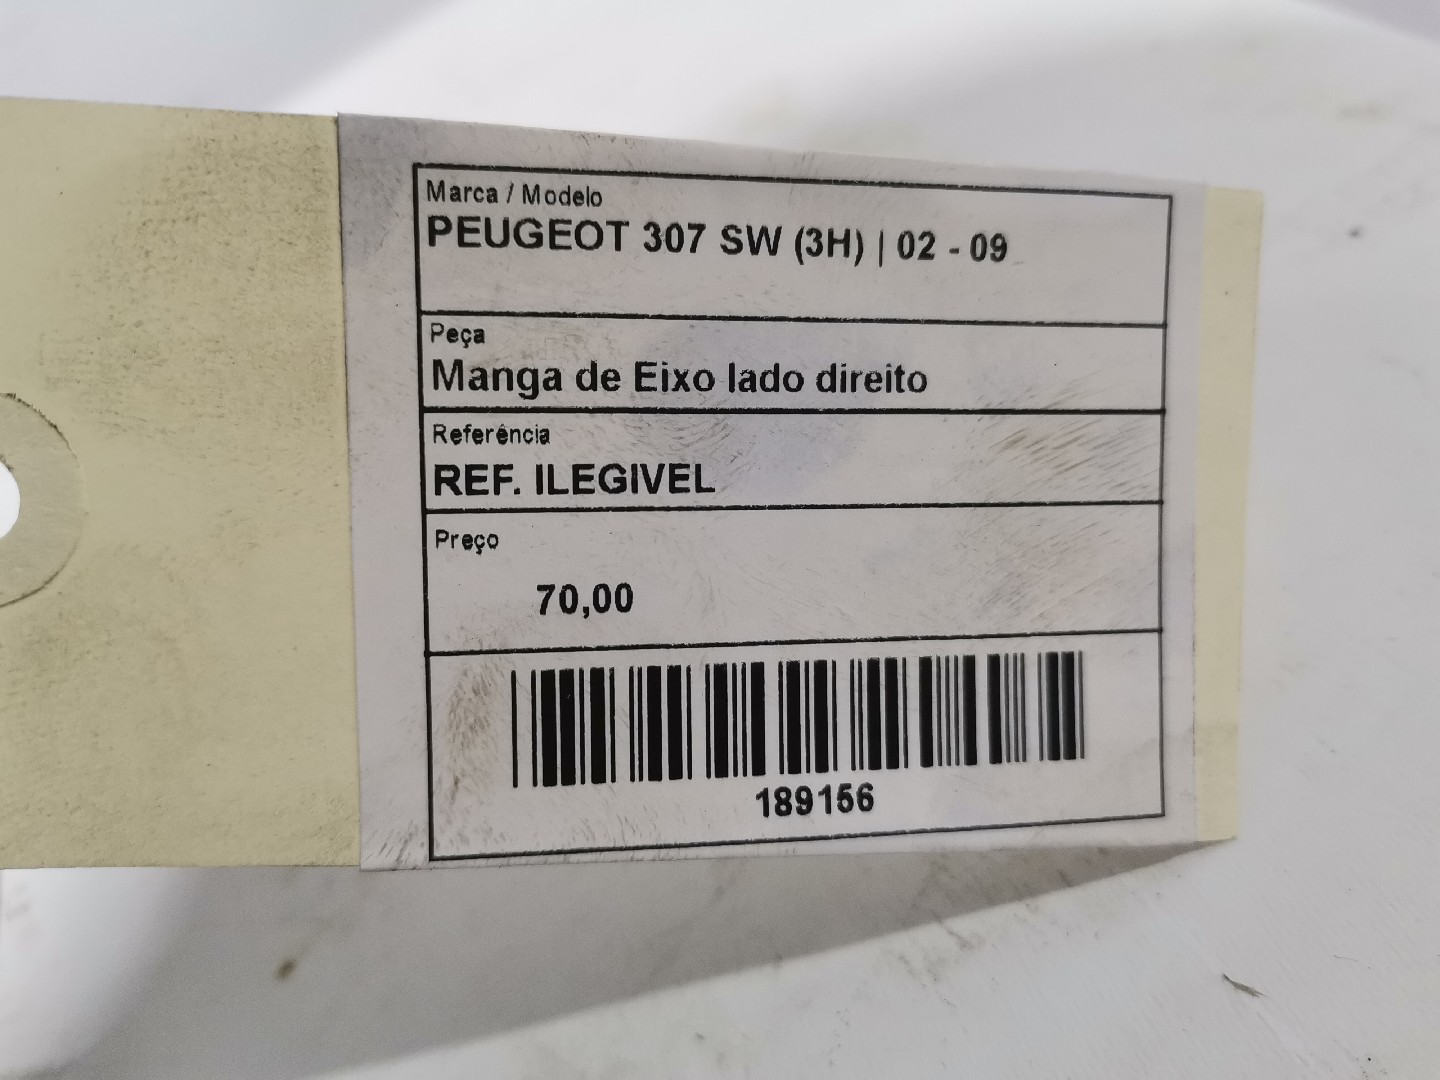 Marca / Modelo
PEUGEOT 307 SW (3H) | 02 - 09
Peça
Manga de Eixo lado direito
Referência
REF. ILEGIVEL
Preço
70,00
189156